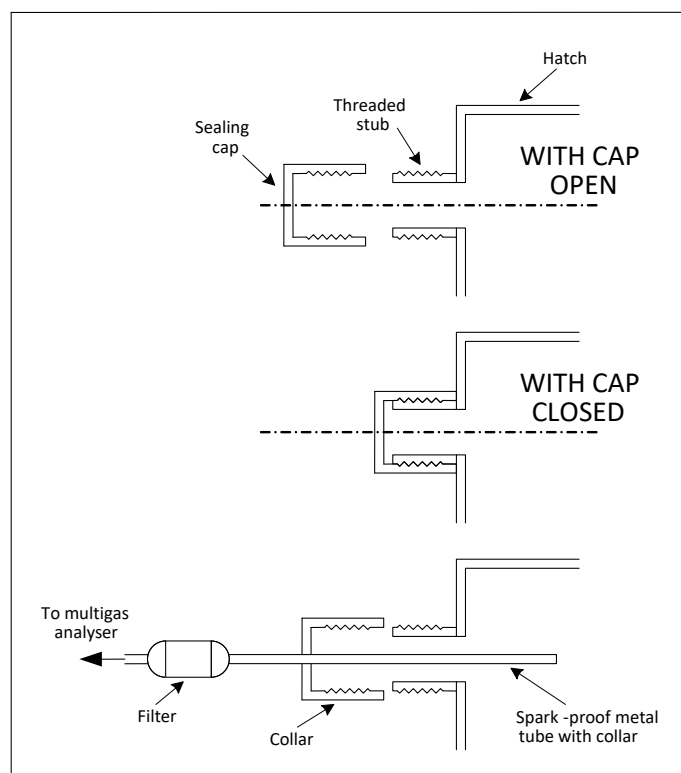 Hatch
Threaded
stub
Sealing
cap
WITH CAP
OPEN
WITH CAP
CLOSED
To multigas
analyser
Filter
Collar
Spark -proof metal
tube with collar